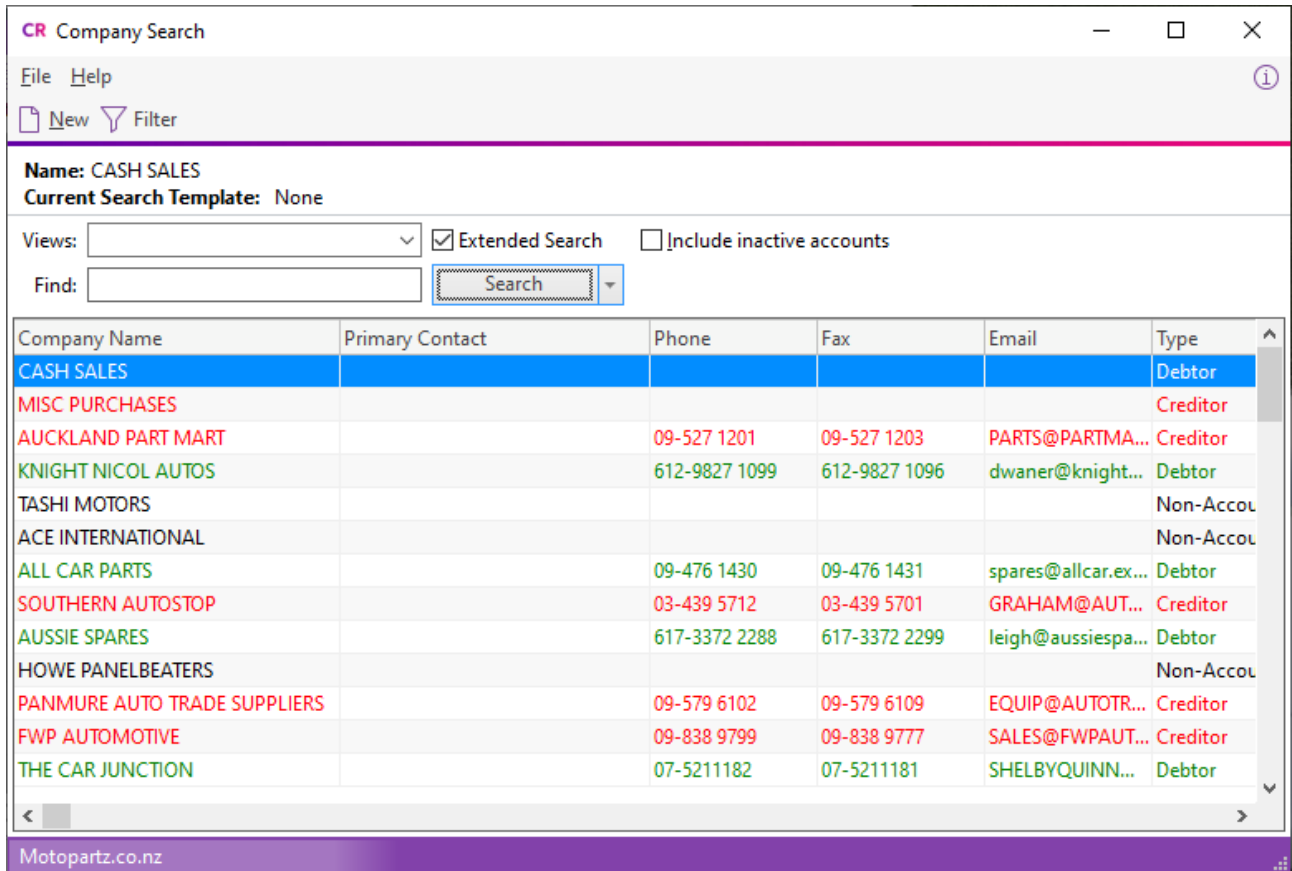 CR Company Search
File Help
New Filter
Name: CASH SALES
Current Search Template: None
Views: Extended Search Include inactive accounts
Find: Search
Company Name Primary Contact Phone Fax Email Type
CASH SALES Debtor
MISC PURCHASES Creditor
AUCKLAND PART MART 09-527 1201 09-527 1203 PARTS@PARTMA... Creditor
KNIGHT NICOL AUTOS 612-9827 1099 612-9827 1096 dwaner@knight... Debtor
TASHI MOTORS Non-Accou
ACE INTERNATIONAL Non-Accou
ALL CAR PARTS 09-476 1430 09-476 1431 spares@allcar.ex... Debtor
SOUTHERN AUTOSTOP 03-439 5712 03-439 5701 GRAHAM@AUT... Creditor
AUSSIE SPARES 617-3372 2288 617-3372 2299 leigh@aussiespa... Debtor
HOWE PANELBEATERS Non-Accou
PANMURE AUTO TRADE SUPPLIERS 09-579 6102 09-579 6109 EQUIP@AUTOTR... Creditor
FWP AUTOMOTIVE 09-838 9799 09-838 9777 SALES@FWPAUT... Creditor
THE CAR JUNCTION 07-5211182 07-5211181 SHELBYQUINN... Debtor
Motopartz.co.nz